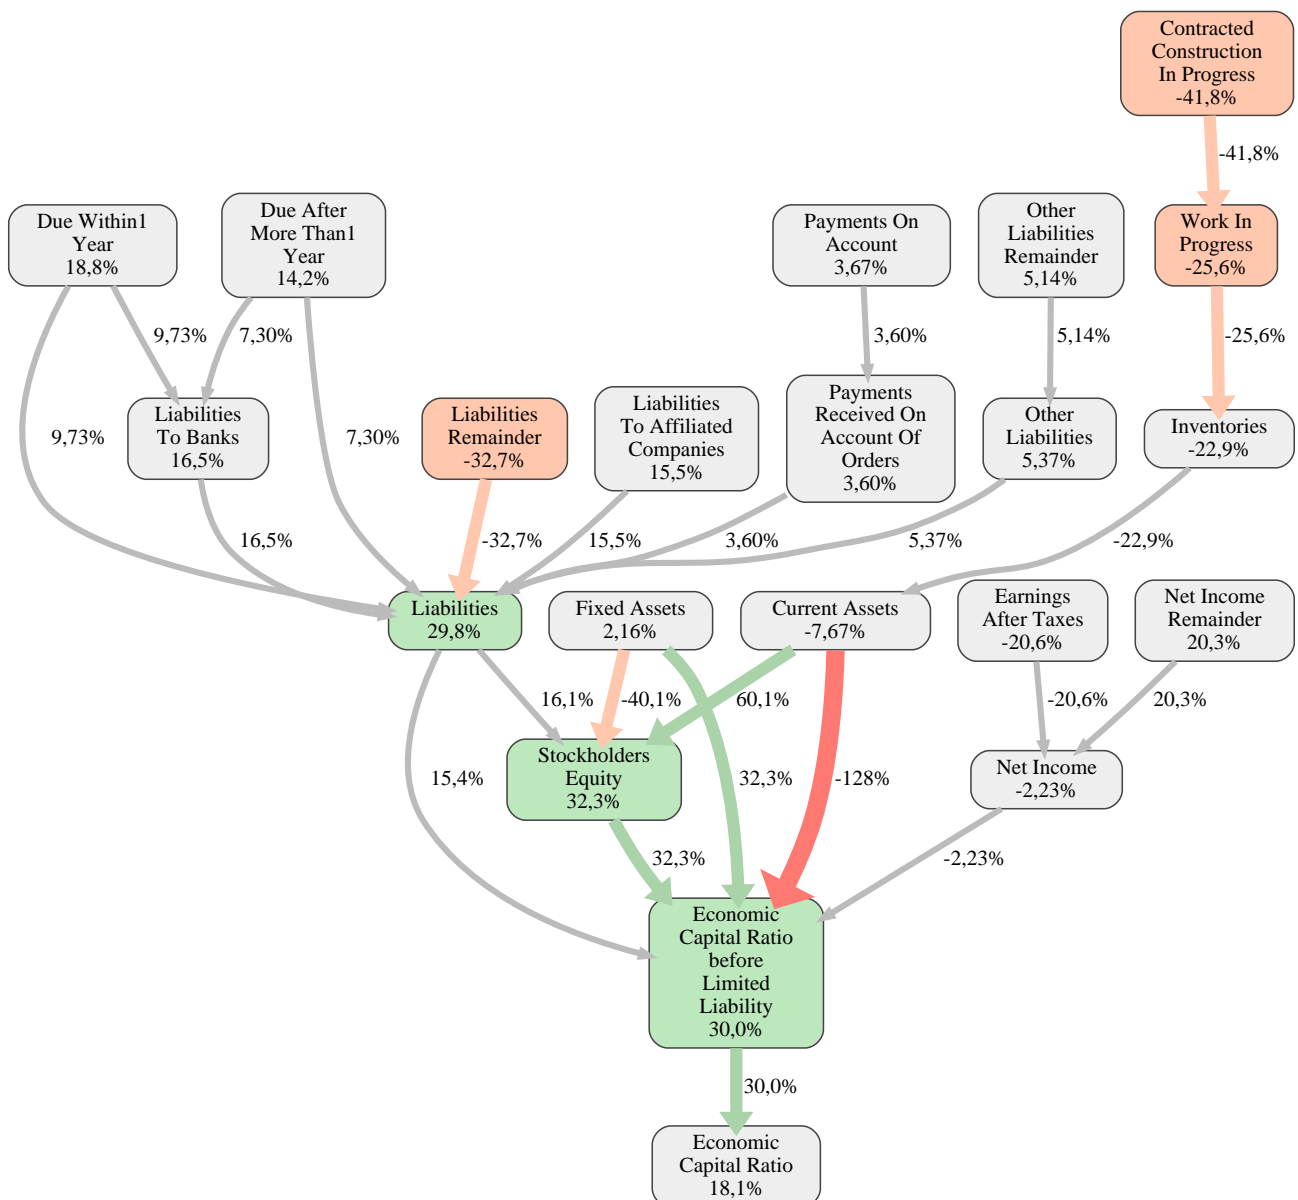 Contracted
Construction
In Progress
-41,8%
-41,8%
Due Within1
Year
18,8%
Due After
More Than1
Year
14,2%
Payments On
Account
3,67%
Other
Liabilities
Remainder
5,14%
Work In
Progress
-25,6%
9,73%
7,30%
3,60%
5,14%
-25,6%
9,73%
Liabilities
To Banks
16,5%
7,30%
Liabilities
Remainder
-32,7%
Liabilities
To Affiliated
Companies
15,5%
Payments
Received On
Account Of
Orders
3,60%
Other
Liabilities
5,37%
Inventories
-22,9%
16,5%
-32,7%
15,5%
3,60%
5,37%
-22,9%
Liabilities
29,8%
Fixed Assets
2,16%
Current Assets
-7,67%
Earnings
After Taxes
-20,6%
Net Income
Remainder
20,3%
16,1%
-40,1%
60,1%
-20,6%
20,3%
15,4%
Stockholders
Equity
32,3%
32,3%
-128%
Net Income
-2,23%
32,3%
-2,23%
Economic
Capital Ratio
before
Limited
Liability
30,0%
30,0%
Economic
Capital Ratio
18,1%